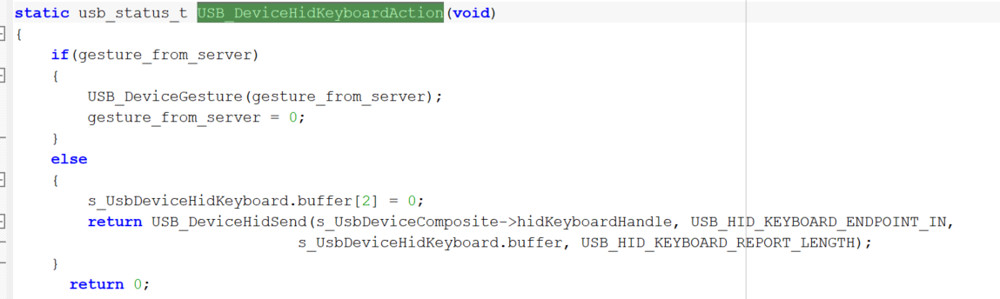 static usb_status_t USB_DeviceHidKeyboardAction(void)
{
    if(gesture_from_server)
    {
        USB_DeviceGesture(gesture_from_server);
        gesture_from_server = 0;
    }
    else
    {
        s_UsbDeviceHidKeyboard.buffer[2] = 0;
        return USB_DeviceHidSend(s_UsbDeviceComposite->hidKeyboardHandle, USB_HID_KEYBOARD_ENDPOINT_IN,
                               s_UsbDeviceHidKeyboard.buffer, USB_HID_KEYBOARD_REPORT_LENGTH);
    }
      return 0;